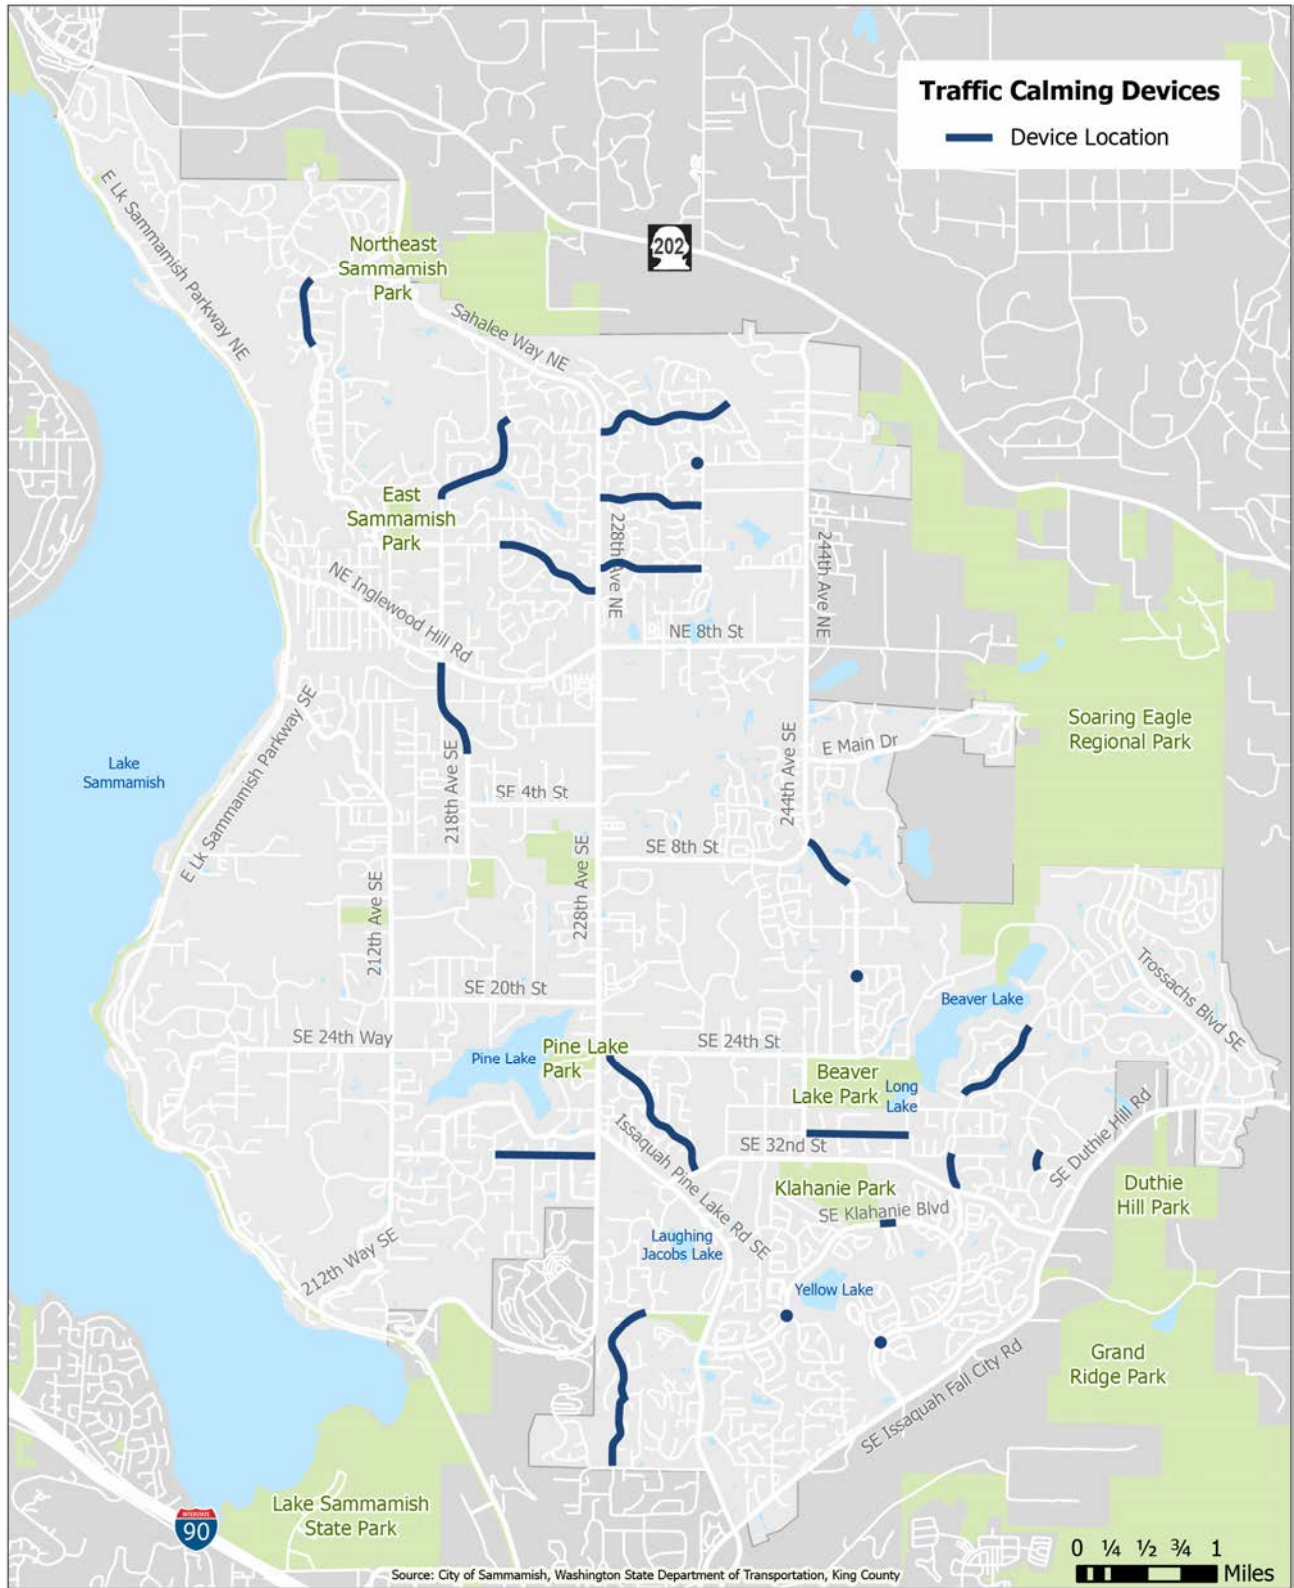 Traffic Calming Devices
Device Location
E Lk Sammamish Parkway NE
Northeast
Sammamish
Park
202
Sahalee Way NE
East
Sammamish
Park
228th Ave NE
244th Ave NE
NE Inglewood Hill Rd
NE 8th St
Soaring Eagle
Regional Park
E Lk Sammamish Parkway SE
Lake
Sammamish
218th Ave SE
244th Ave SE
E Main Dr
SE 4th St
SE 8th St
228th Ave SE
212th Ave SE
Trossachs Blvd SE
SE 20th St
Beaver Lake
SE 24th Way
SE 24th St
Pine Lake
Pine Lake
Park
Beaver
Lake Park
Long
Lake
Issaquah Pine Lake Rd SE
SE 32nd St
SE Duthie Hill Rd
Klahanie Park
Duthie
Hill Park
SE Klahanie Blvd
212th Way SE
Laughing
Jacobs Lake
Yellow Lake
Grand
Ridge Park
SE Issaquah Fall City Rd
Lake Sammamish
State Park
INTERSTATE
90
0 ¼ ½ ¾ 1
Miles
Source: City of Sammamish, Washington State Department of Transportation, King County